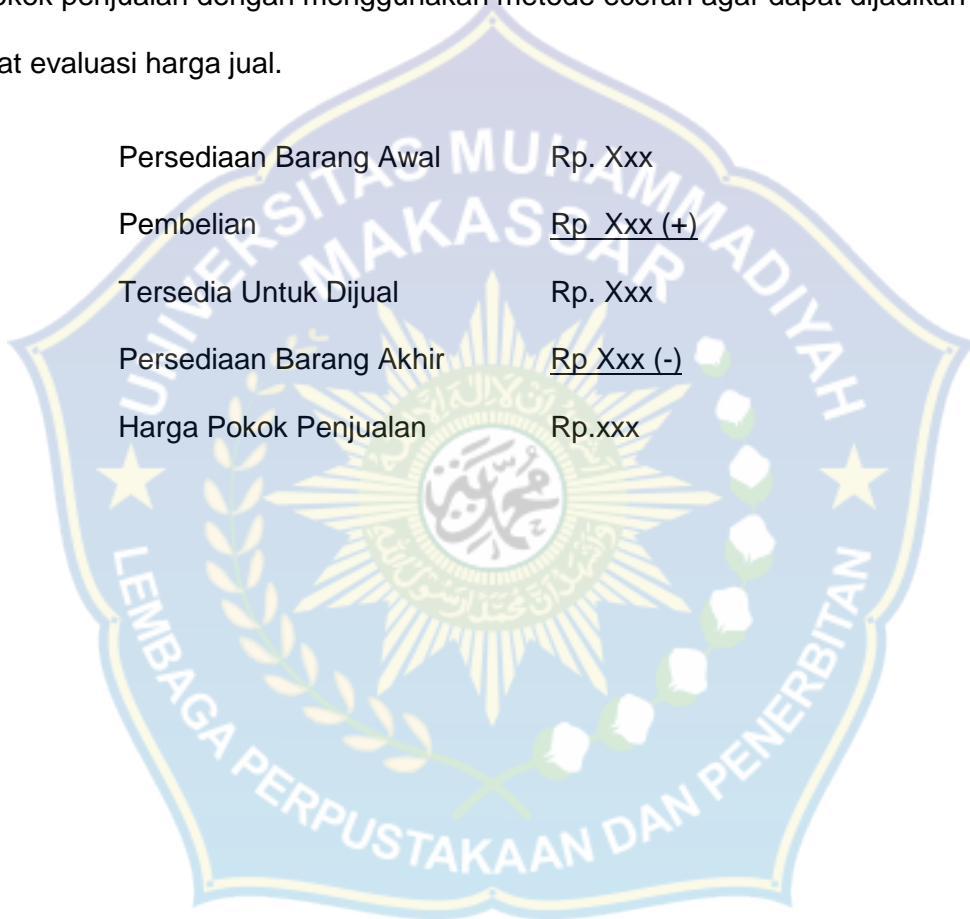 okok penjualan dengan menggunakan metode eceran agar dapat dijadikan
at evaluasi harga jual.
Persediaan Barang Awal Rp. Xxx
Pembelian Rp Xxx (+)
Tersedia Untuk Dijual Rp. Xxx
Persediaan Barang Akhir Rp Xxx (-)
Harga Pokok Penjualan Rp.xxx
UNIVERSITAS MUHAMMADIYAH
MAKASSAR
LEMBAGA PERPUSTAKAAN DAN PENERBITAN